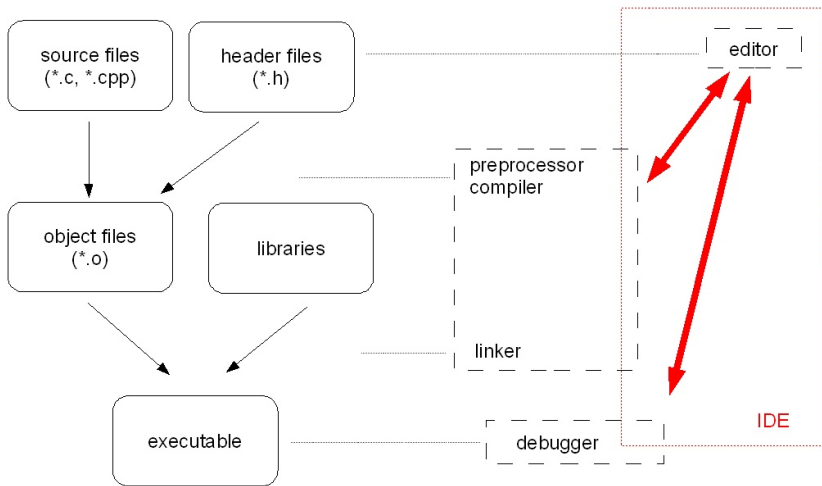 source files
(*.c, *.cpp)
header files
(*.h)
editor
preprocessor
compiler
object files
(*.o)
libraries
linker
executable
debugger
IDE